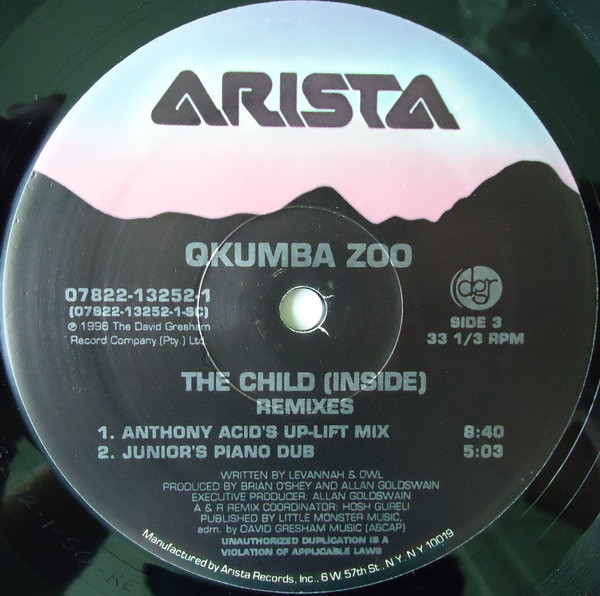 ARISTA
QKUMBA ZOO
07822-13252-1
(07822-13252-1-SC)
℗ 1996 The David Gresham
Record Company (Pty.) Ltd.
dgr
SIDE 3
33 1/3 RPM
THE CHILD (INSIDE)
REMIXES
1. ANTHONY ACID'S UP-LIFT MIX 8:40
2. JUNIOR'S PIANO DUB 5:03
WRITTEN BY LEVANNAH & OWL
PRODUCED BY BRIAN O'SHEY AND ALLAN GOLDSWAIN
EXECUTIVE PRODUCER: ALLAN GOLDSWAIN
A & R REMIX COORDINATOR: HOSH GURELI
PUBLISHED BY LITTLE MONSTER MUSIC,
adm. by DAVID GRESHAM MUSIC (ASCAP)
UNAUTHORIZED DUPLICATION IS A
VIOLATION OF APPLICABLE LAWS
Manufactured by Arista Records, Inc., 6 W 57th St., N.Y., N.Y. 10019